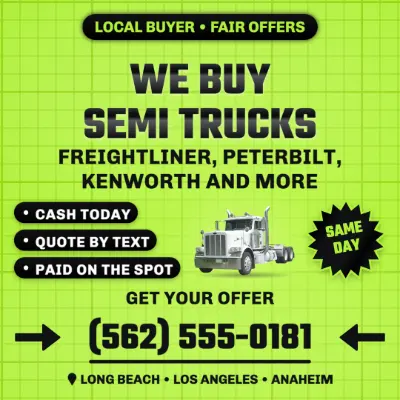 LOCAL BUYER • FAIR OFFERS
WE BUY
SEMI TRUCKS
FREIGHTLINER, PETERBILT,
KENWORTH AND MORE
• CASH TODAY
• QUOTE BY TEXT
• PAID ON THE SPOT
SAME
DAY
GET YOUR OFFER
(562) 555-0181
LONG BEACH • LOS ANGELES • ANAHEIM